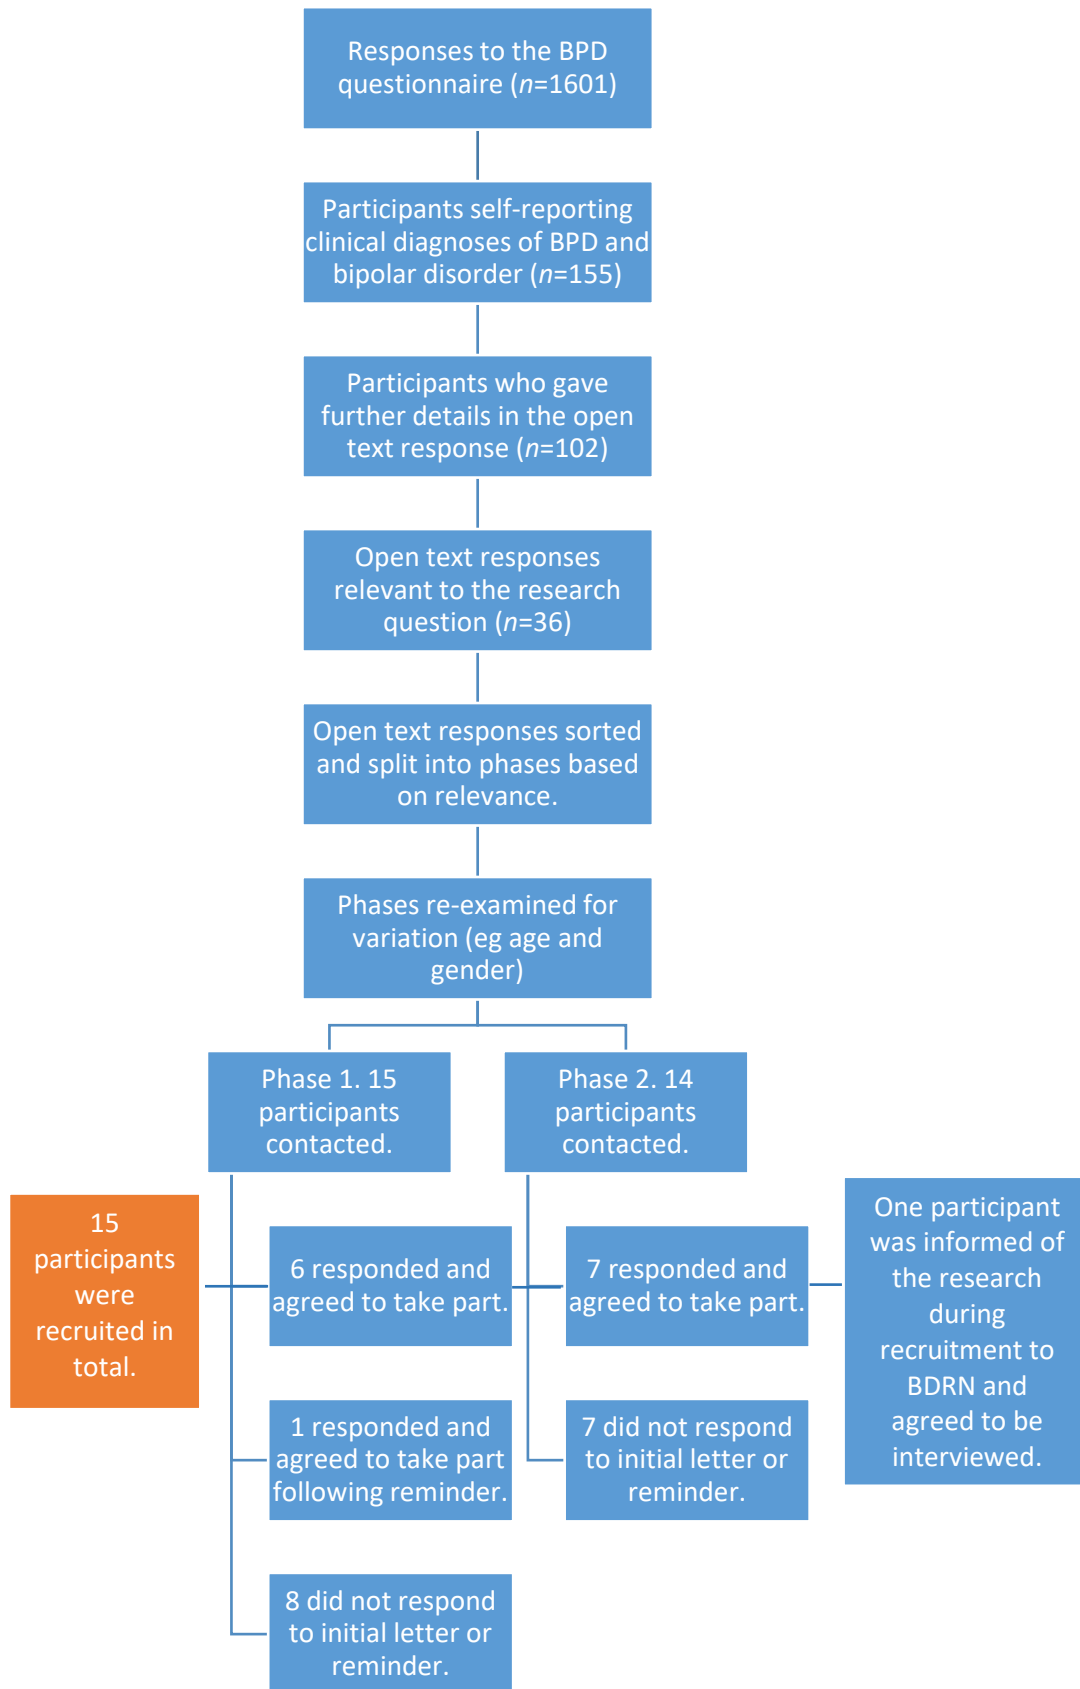 Responses to the BPD
questionnaire (n=1601)
Participants self-reporting
clinical diagnoses of BPD and
bipolar disorder (n=155)
Participants who gave
further details in the open
text response (n=102)
Open text responses
relevant to the research
question (n=36)
Open text responses sorted
and split into phases based
on relevance.
Phases re-examined for
variation (eg age and
gender)
Phase 1. 15
participants
contacted.
Phase 2. 14
participants
contacted.
15
participants
were
recruited in
total.
6 responded and
agreed to take part.
7 responded and
agreed to take part.
One participant
was informed of
the research
during
recruitment to
BDRN and
agreed to be
interviewed.
1 responded and
agreed to take part
following reminder.
7 did not respond
to initial letter or
reminder.
8 did not respond
to initial letter or
reminder.